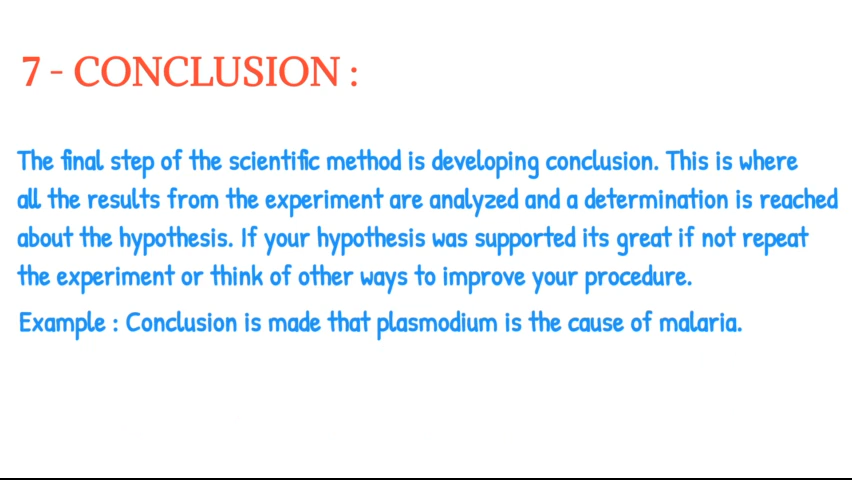 7 - CONCLUSION :
The final step of the scientific method is developing conclusion. This is where
all the results from the experiment are analyzed and a determination is reached
about the hypothesis. If your hypothesis was supported its great if not repeat
the experiment or think of other ways to improve your procedure.
Example : Conclusion is made that plasmodium is the cause of malaria.